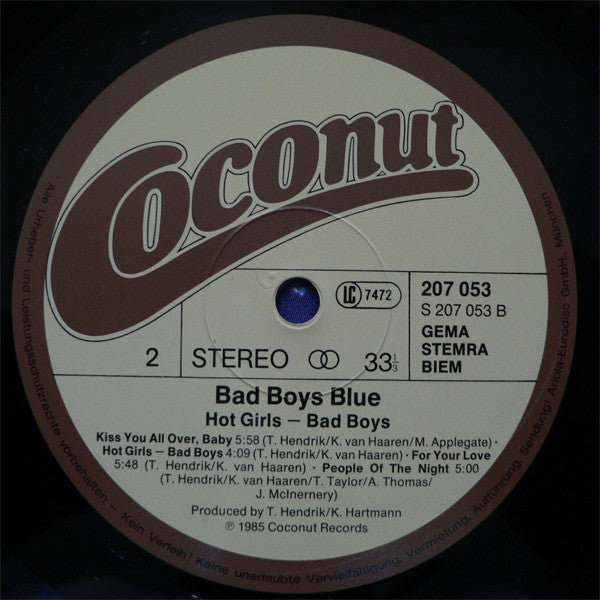 Coconut
LC 7472
207 053
S 207 053 B
GEMA
STEMRA
BIEM
2 STEREO 33⅓
Bad Boys Blue
Hot Girls – Bad Boys
Kiss You All Over, Baby 5:58 (T. Hendrik/K. van Haaren/M. Applegate) ·
Hot Girls – Bad Boys 4:09 (T. Hendrik/K. van Haaren) · For Your Love
5:48 (T. Hendrik/K. van Haaren) · People Of The Night 5:00
(T. Hendrik/K. van Haaren/T. Taylor/A. Thomas/
J. McInernery)
Produced by T. Hendrik/K. Hartmann
℗ 1985 Coconut Records
· Alle Urheber- und Leistungsschutzrechte vorbehalten – Kein Verleih! Keine unerlaubte Vervielfältigung, Vermietung, Aufführung, Sendung! Ariola-Eurodisc GmbH., München ·